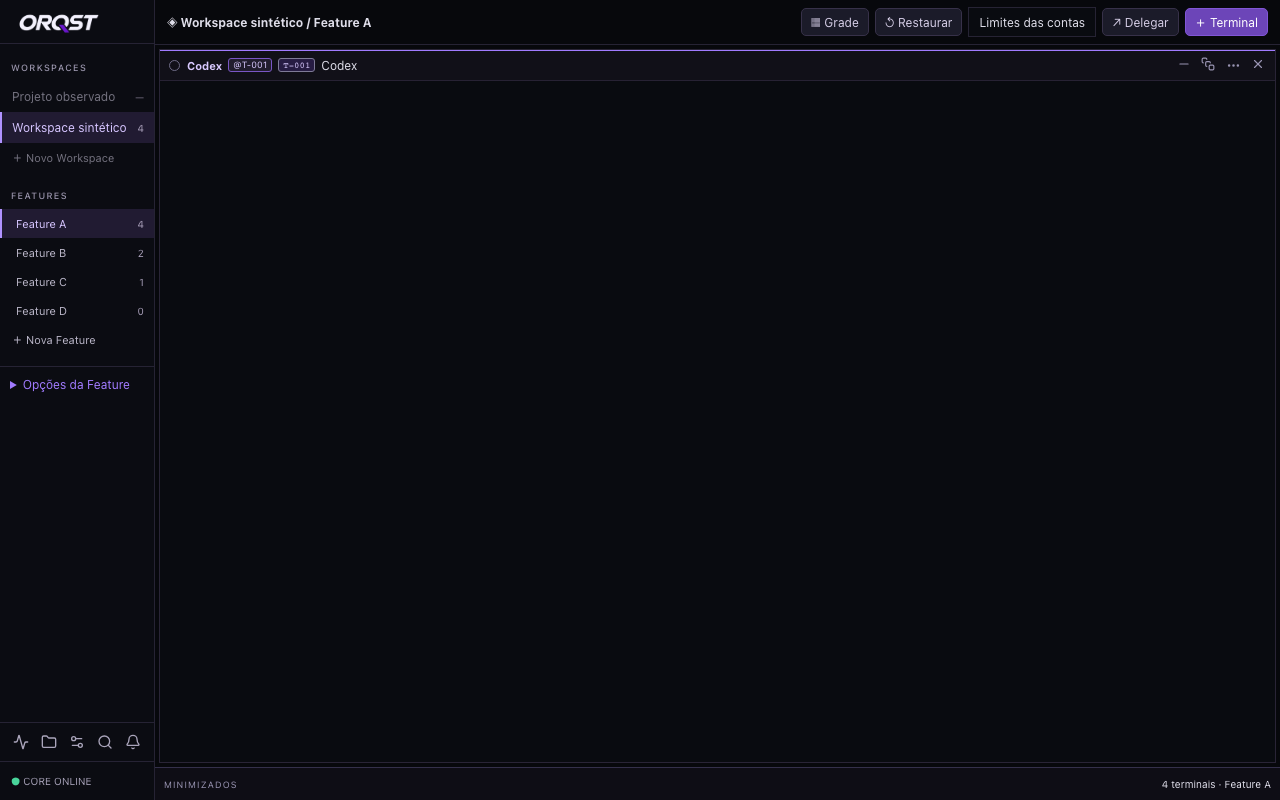 ORQST
◈ Workspace sintético / Feature A
▦ Grade
↺ Restaurar
Limites das contas
↗ Delegar
+ Terminal
WORKSPACES
Projeto observado —
Workspace sintético 4
+ Novo Workspace
FEATURES
Feature A 4
Feature B 2
Feature C 1
Feature D 0
+ Nova Feature
▶ Opções da Feature
CORE ONLINE
Codex @T-001 T-001 Codex
MINIMIZADOS
4 terminais · Feature A